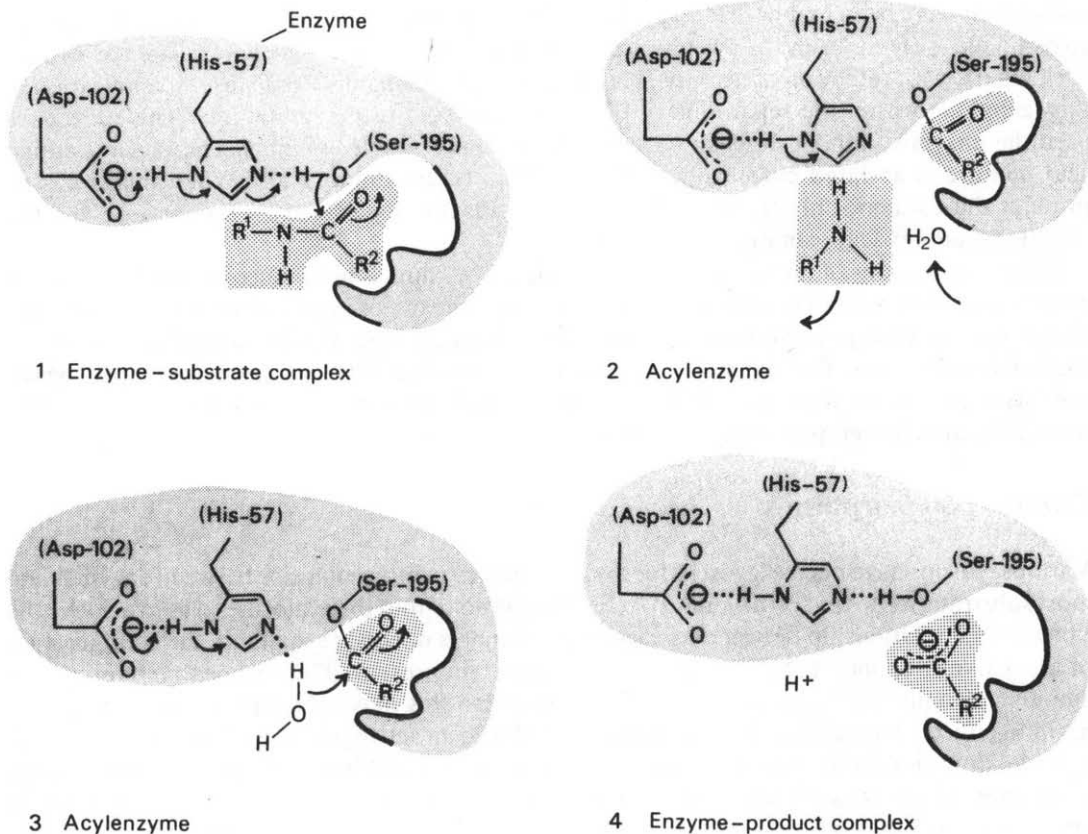 Enzyme
(His-57)
(Asp-102)
(Ser-195)
O
⊖
O
H
N
N
H
O
O
R¹
N
C
H
R²
1 Enzyme – substrate complex
(His-57)
(Asp-102)
(Ser-195)
O
⊖
O
H
N
N
O
O
C
R²
H
N
R¹
H
H₂O
2 Acylenzyme
(His-57)
(Asp-102)
(Ser-195)
O
⊖
O
H
N
N
O
O
C
R²
H
O
H
3 Acylenzyme
(His-57)
(Asp-102)
(Ser-195)
O
⊖
O
H
N
N
H
O
⊖
O
O
C
R²
H⁺
4 Enzyme – product complex